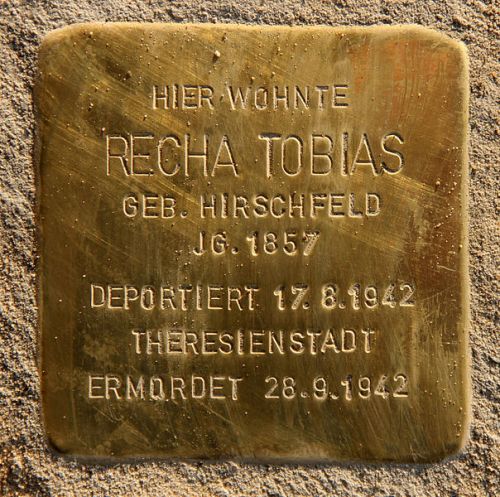 HIER WOHNTE
RECHA TOBIAS
GEB. HIRSCHFELD
JG. 1857
DEPORTIERT 17.8.1942
THERESIENSTADT
ERMORDET 28.9.1942